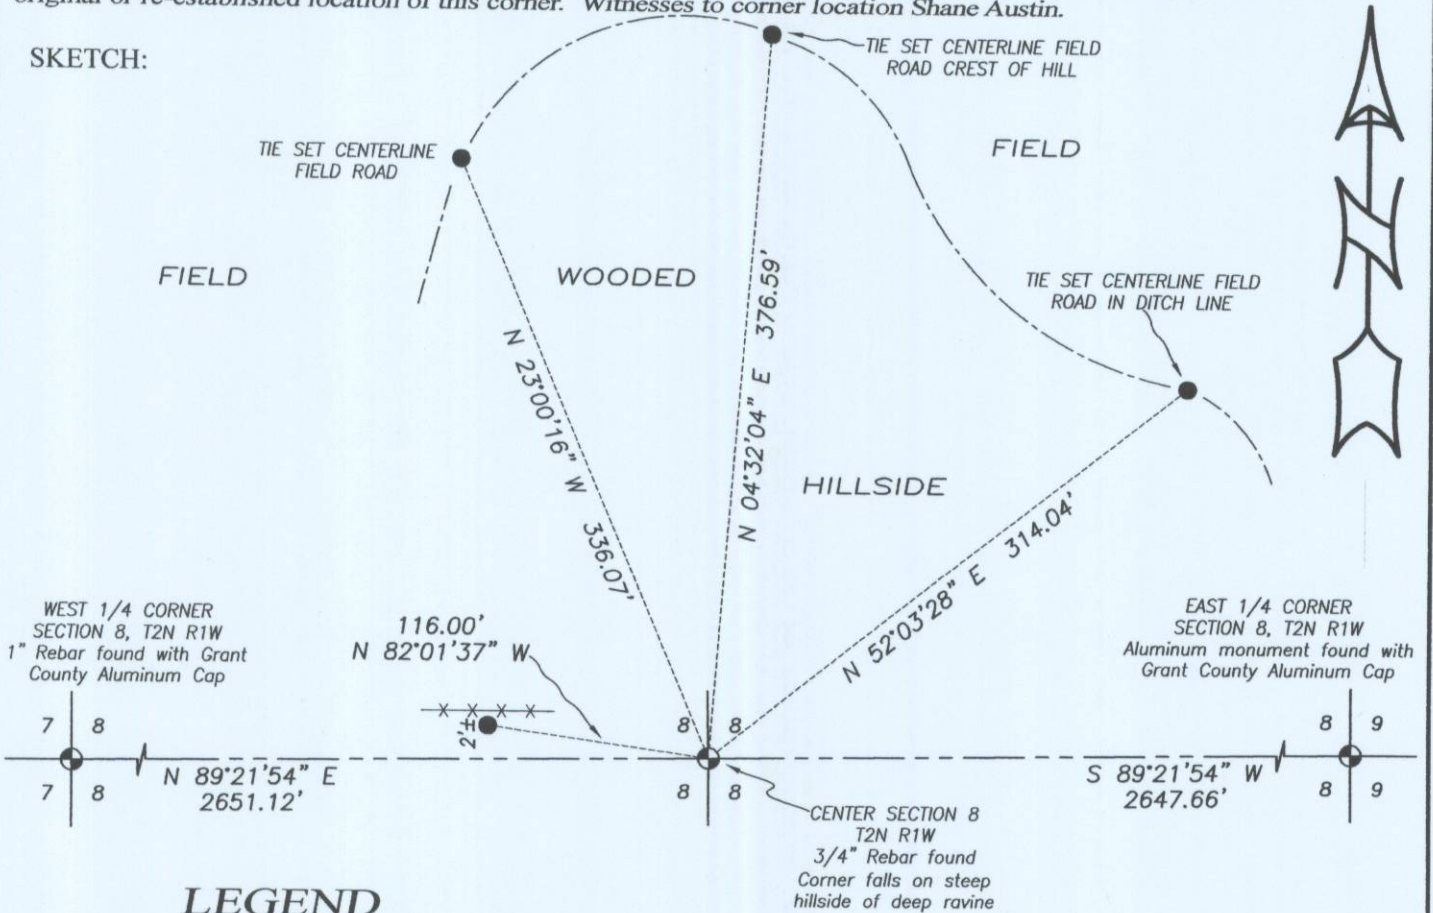 original or re-established location of this corner. Witnesses to corner location Shane Austin.
SKETCH:
TIE SET CENTERLINE FIELD
ROAD CREST OF HILL
TIE SET CENTERLINE
FIELD ROAD
FIELD
FIELD
WOODED
TIE SET CENTERLINE FIELD
ROAD IN DITCH LINE
N 23°00'16" W 336.07'
N 04°32'04" E 376.59'
HILLSIDE
N 52°03'28" E 314.04'
WEST 1/4 CORNER
SECTION 8, T2N R1W
1" Rebar found with Grant
County Aluminum Cap
116.00'
N 82°01'37" W
EAST 1/4 CORNER
SECTION 8, T2N R1W
Aluminum monument found with
Grant County Aluminum Cap
7 8
X X X X
2'±
8 8
8 9
N 89°21'54" E
2651.12'
S 89°21'54" W
2647.66'
7 8
8 8
8 9
CENTER SECTION 8
T2N R1W
3/4" Rebar found
Corner falls on steep
hillside of deep ravine
LEGEND